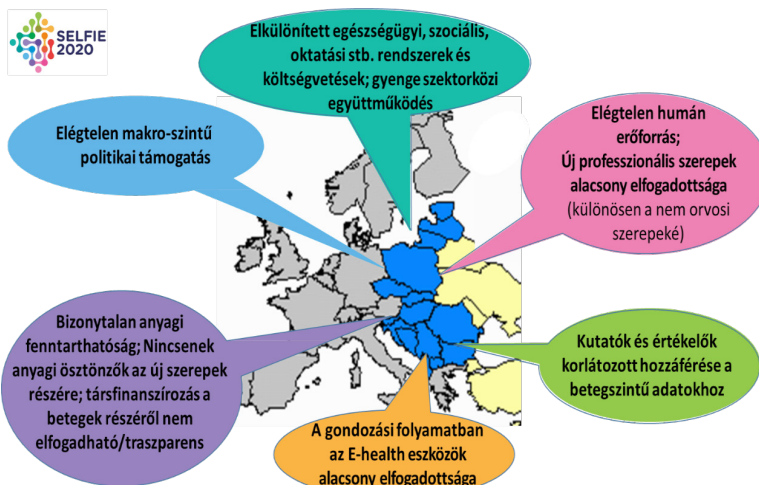 SELFIE
2020
Elkülönített egészségügyi, szociális,
oktatási stb. rendszerek és
költségvetések; gyenge szektorközi
együttműködés
Elégtelen makro-szintű
politikai támogatás
Elégtelen humán
erőforrás;
Új professzionális szerepek
alacsony elfogadottsága
(különösen a nem orvosi
szerepeké)
Bizonytalan anyagi
fenntarthatóság; Nincsenek
anyagi ösztönzők az új szerepek
részére; társfinanszírozás a
betegek részéről nem
elfogadható/traszparens
Kutatók és értékelők
korlátozott hozzáférése a
betegszintű adatokhoz
A gondozási folyamatban
az E-health eszközök
alacsony elfogadottsága